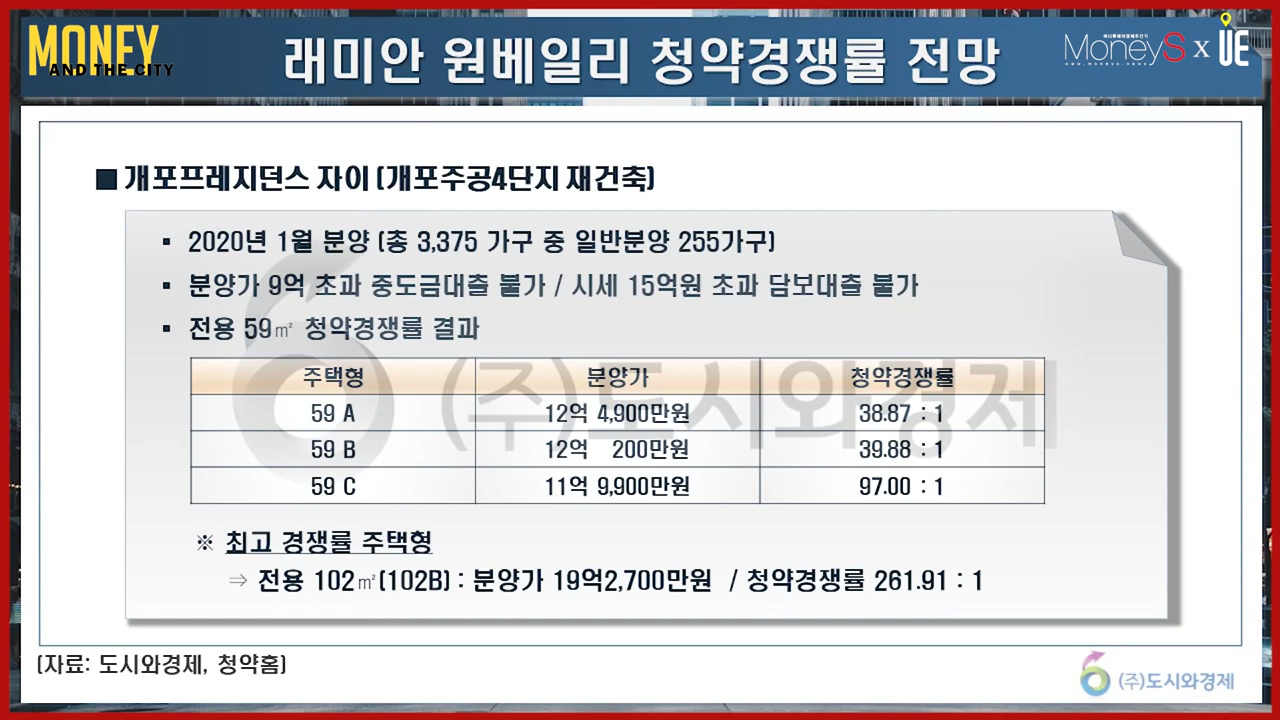 MONEY
AND THE CITY
래미안 원베일리 청약경쟁률 전망
MoneyS x UE
www.moneys.news
■ 개포프레지던스 자이 (개포주공4단지 재건축)
▪ 2020년 1월 분양 (총 3,375 가구 중 일반분양 255가구)
▪ 분양가 9억 초과 중도금대출 불가 / 시세 15억원 초과 담보대출 불가
▪ 전용 59㎡ 청약경쟁률 결과
주택형 분양가 청약경쟁률
59 A 12억 4,900만원 38.87 : 1
59 B 12억 200만원 39.88 : 1
59 C 11억 9,900만원 97.00 : 1
(주)도시와경제
※ 최고 경쟁률 주택형
⇒ 전용 102㎡(102B) : 분양가 19억2,700만원 / 청약경쟁률 261.91 : 1
(자료: 도시와경제, 청약홈)
(주)도시와경제